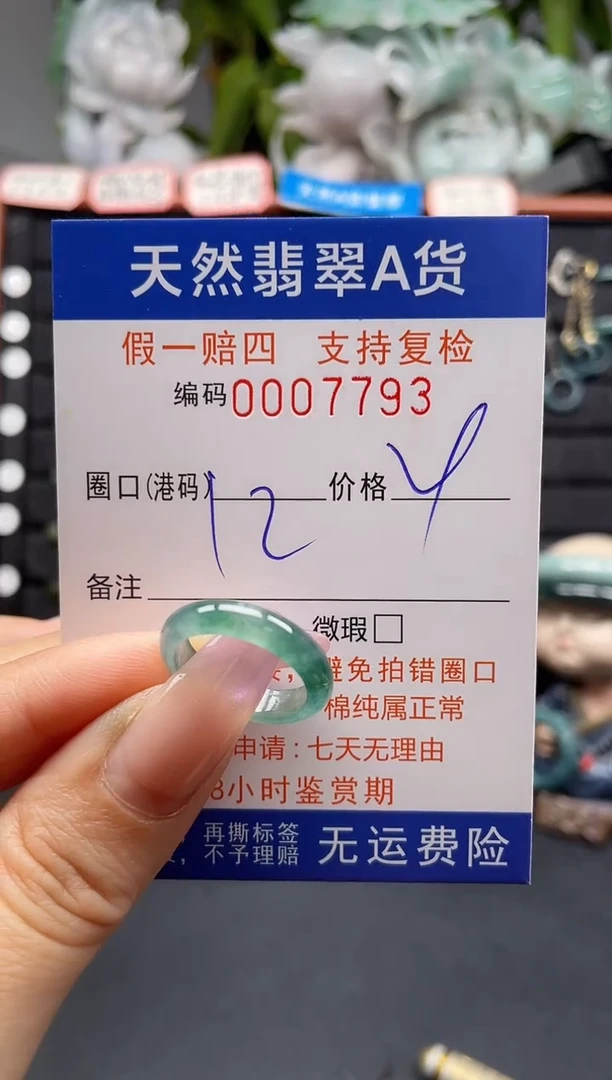 天然翡翠A货
假一赔四 支持复检
编码0007793
圈口(港码) 12 价格 4
备注
微瑕□
避免拍错圈口
棉纯属正常
申请：七天无理由
8小时鉴赏期
再撕标签
，不予理赔
无运费险